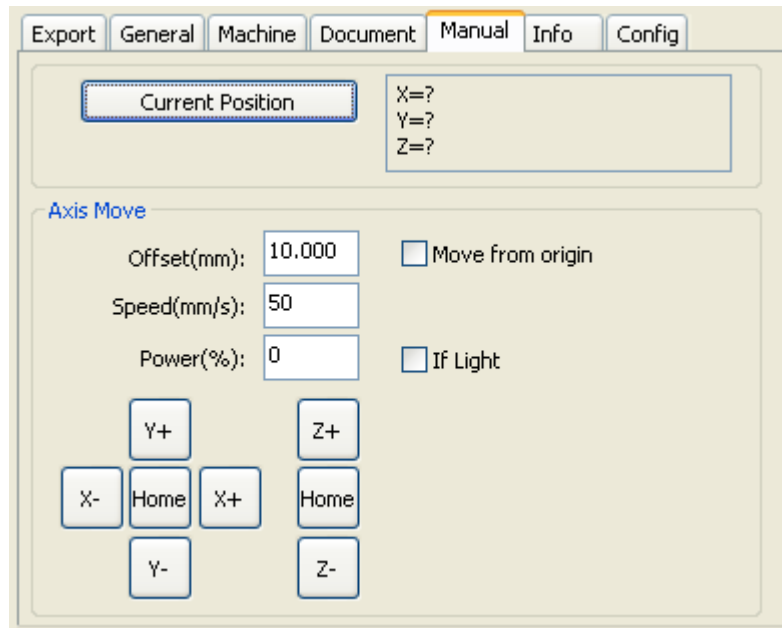 Export General Machine Document Manual Info Config
Current Position
X=?
Y=?
Z=?
Axis Move
Offset(mm): 10.000 Move from origin
Speed(mm/s): 50
Power(%): 0 If Light
Y+ Z+
X- Home X+ Home
Y- Z-